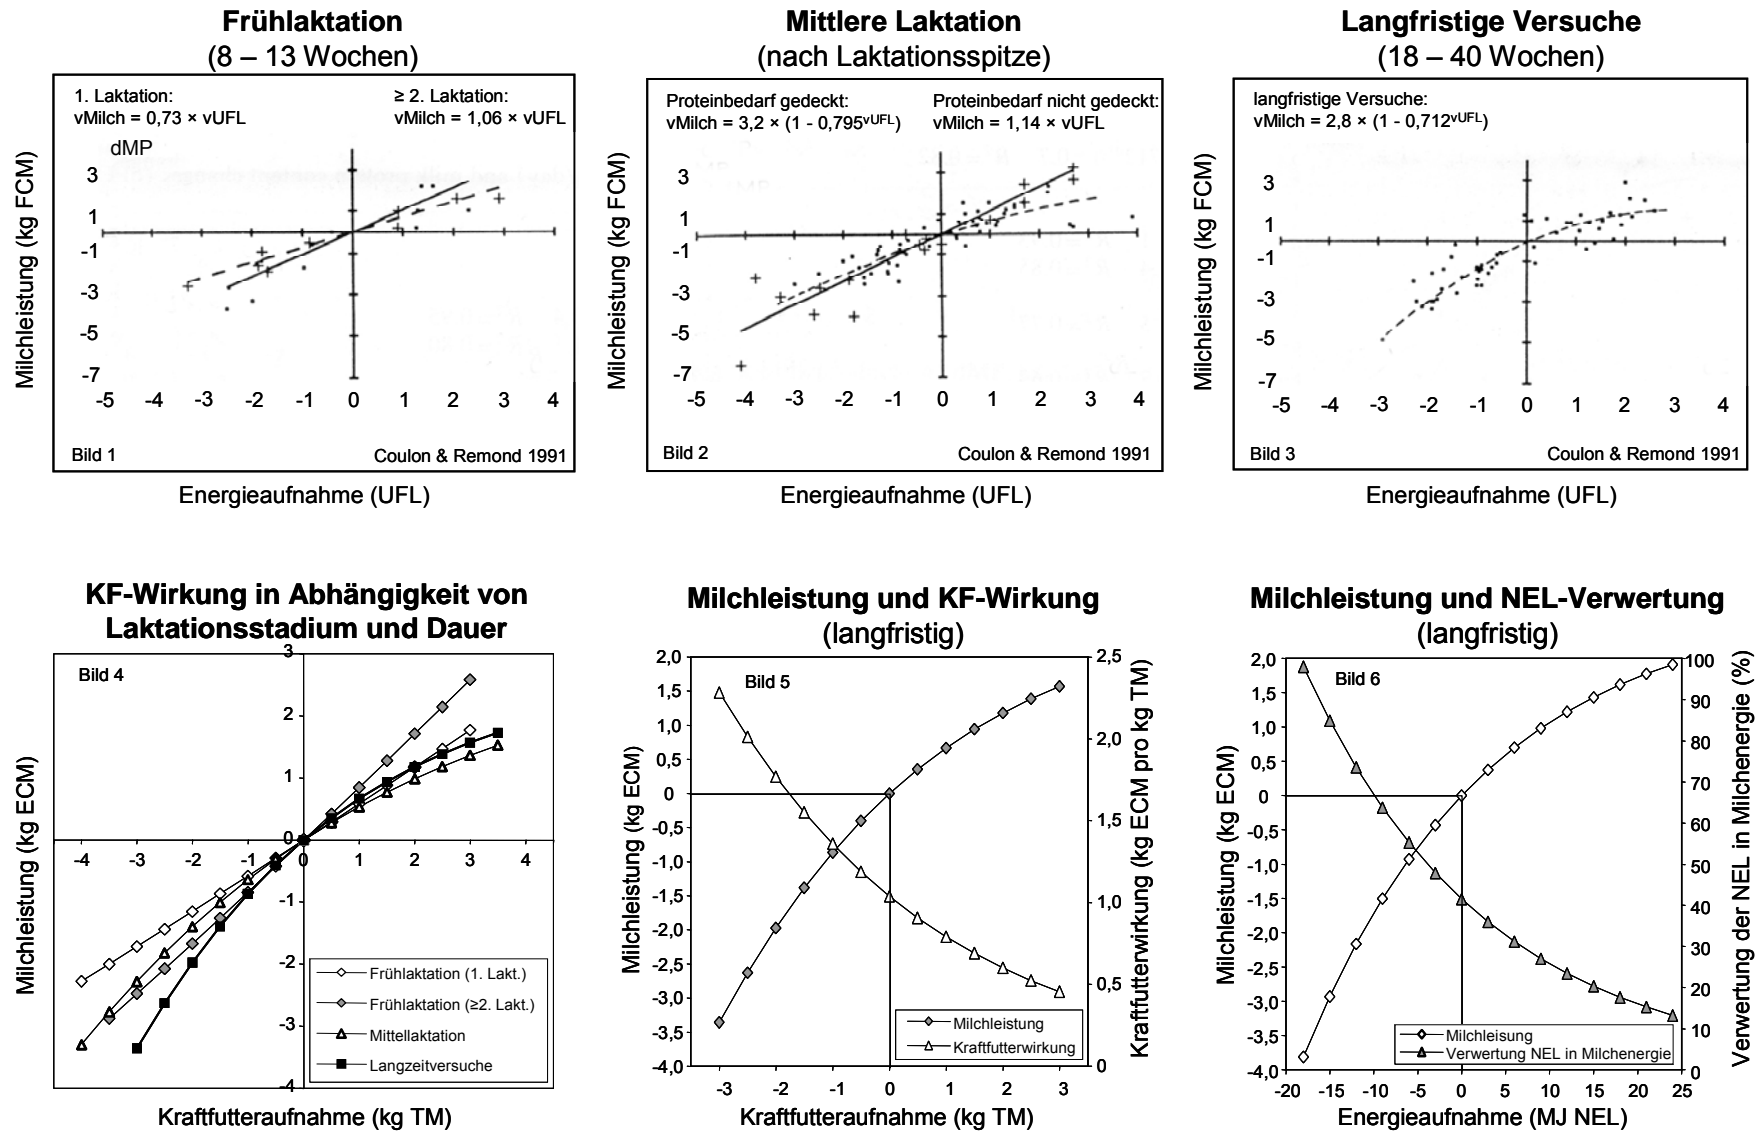 Frühlaktation
(8 – 13 Wochen)
1. Laktation:
vMilch = 0,73 × vUFL
≥ 2. Laktation:
vMilch = 1,06 × vUFL
dMP
Milchleistung (kg FCM)
3
1
-1
-3
-5
-7
-5 -4 -3 -2 -1 0 1 2 3 4
Bild 1
Coulon & Remond 1991
Energieaufnahme (UFL)
Mittlere Laktation
(nach Laktationsspitze)
Proteinbedarf gedeckt:
vMilch = 3,2 × (1 - 0,795^vUFL)
Proteinbedarf nicht gedeckt:
vMilch = 1,14 × vUFL
Milchleistung (kg FCM)
3
1
-1
-3
-5
-7
-5 -4 -3 -2 -1 0 1 2 3 4
Bild 2
Coulon & Remond 1991
Energieaufnahme (UFL)
Langfristige Versuche
(18 – 40 Wochen)
langfristige Versuche:
vMilch = 2,8 × (1 - 0,712^vUFL)
Milchleistung (kg FCM)
3
1
-1
-3
-5
-7
-5 -4 -3 -2 -1 0 1 2 3 4
Bild 3
Coulon & Remond 1991
Energieaufnahme (UFL)
KF-Wirkung in Abhängigkeit von
Laktationsstadium und Dauer
Bild 4
Milchleistung (kg ECM)
3
2
1
0
-1
-2
-3
-4
-4 -3 -2 -1 0 1 2 3 4
Frühlaktation (1. Lakt.)
Frühlaktation (≥2. Lakt.)
Mittellaktation
Langzeitversuche
Kraftfutteraufnahme (kg TM)
Milchleistung und KF-Wirkung
(langfristig)
Bild 5
Milchleistung (kg ECM)
2,0
1,5
1,0
0,5
0
-0,5
-1,0
-1,5
-2,0
-2,5
-3,0
-3,5
-4,0
2,5
2,0
1,5
1,0
0,5
0
Kraftfutterwirkung (kg ECM pro kg TM)
Milchleistung
Kraftfutterwirkung
-3 -2 -1 0 1 2 3
Kraftfutteraufnahme (kg TM)
Milchleistung und NEL-Verwertung
(langfristig)
Bild 6
Milchleistung (kg ECM)
2,0
1,5
1,0
0,5
0
-0,5
-1,0
-1,5
-2,0
-2,5
-3,0
-3,5
-4,0
100
90
80
70
60
50
40
30
20
10
0
Verwertung der NEL in Milchenergie (%)
Milchleisung
Verwertung NEL in Milchenergie
-20 -15 -10 -5 0 5 10 15 20 25
Energieaufnahme (MJ NEL)